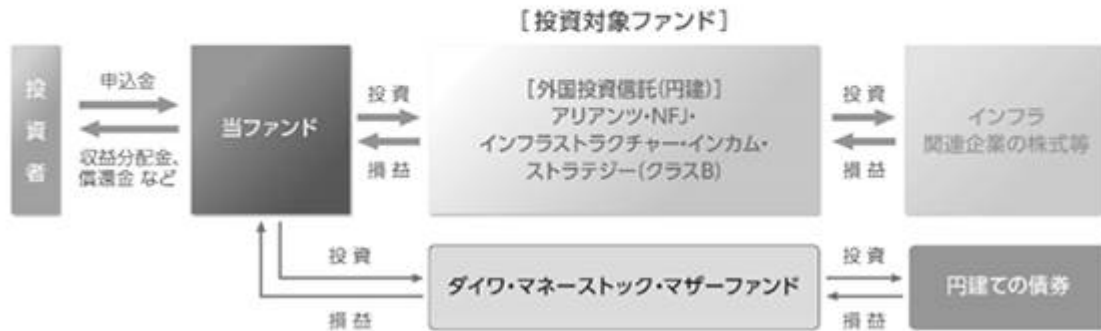 [投資対象ファンド]
投資者
申込金
収益分配金、
償還金 など
当ファンド
投資
損益
[外国投資信託(円建)]
アリアンツ・NFJ・
インフラストラクチャー・インカム・
ストラテジー(クラスB)
投資
損益
インフラ
関連企業の株式等
投資
損益
ダイワ・マネーストック・マザーファンド
投資
損益
円建ての債券